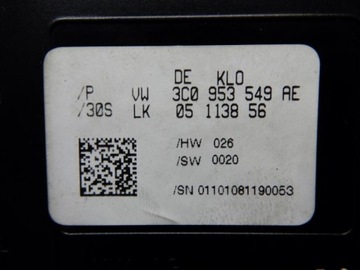 DE KLO
/P VW 3C0 953 549 AE
/30S LK 05 1138 56
/HW 026
/SW 0020
/SN 01101081190053